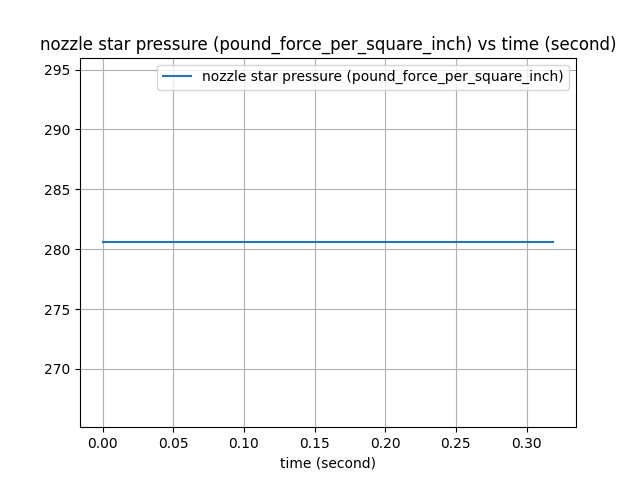 nozzle star pressure (pound_force_per_square_inch) vs time (second)
nozzle star pressure (pound_force_per_square_inch)
295
290
285
280
275
270
0.00 0.05 0.10 0.15 0.20 0.25 0.30
time (second)